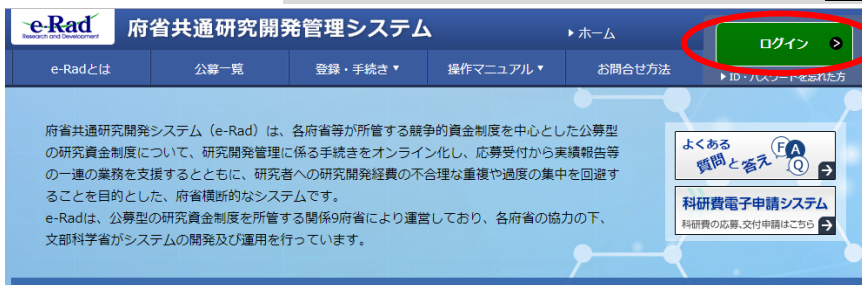 e-Rad 府省共通研究開発管理システム
Research and Development
▶ホーム
ログイン
e-Radとは 公募一覧 登録・手続き▼ 操作マニュアル▼ お問合せ方法
▶ID・パスワードを忘れた方
府省共通研究開発システム（e-Rad）は、各府省等が所管する競争的資金制度を中心とした公募型
の研究資金制度について、研究開発管理に係る手続きをオンライン化し、応募受付から実績報告等
の一連の業務を支援するとともに、研究者への研究開発経費の不合理な重複や過度の集中を回避す
ることを目的とした、府省横断的なシステムです。
e-Radは、公募型の研究資金制度を所管する関係9府省により運営しており、各府省の協力の下、
文部科学省がシステムの開発及び運用を行っています。
よくある
質問と答え FAQ
科研費電子申請システム
科研費の応募、交付申請はこちら